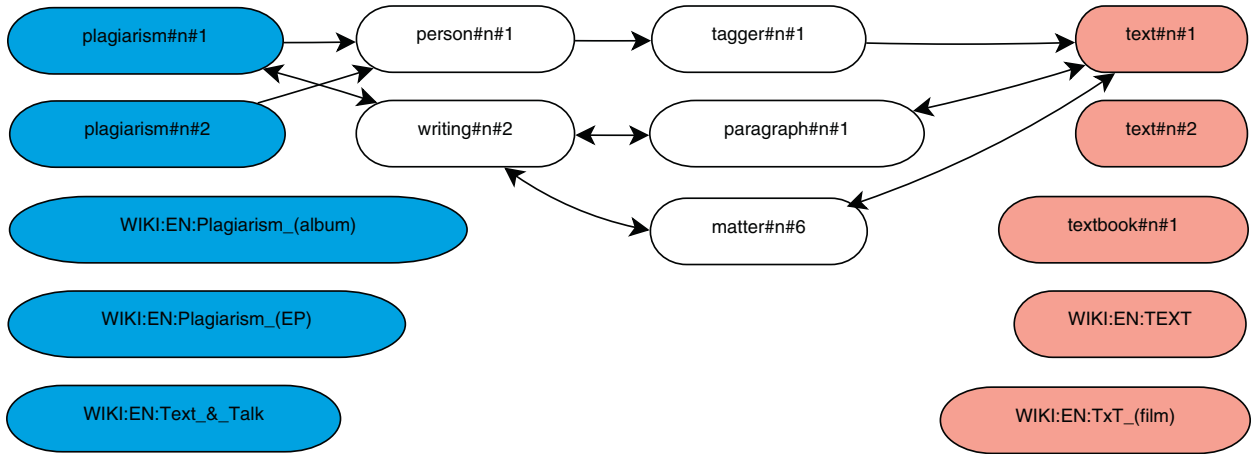 plagiarism#n#1
person#n#1
tagger#n#1
text#n#1
plagiarism#n#2
writing#n#2
paragraph#n#1
text#n#2
WIKI:EN:Plagiarism_(album)
matter#n#6
textbook#n#1
WIKI:EN:Plagiarism_(EP)
WIKI:EN:TEXT
WIKI:EN:Text_&_Talk
WIKI:EN:TxT_(film)